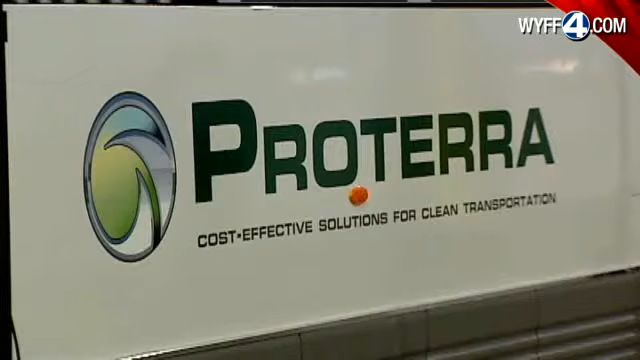 WYFF4.COM
PROTERRA
COST-EFFECTIVE SOLUTIONS FOR CLEAN TRANSPORTATION